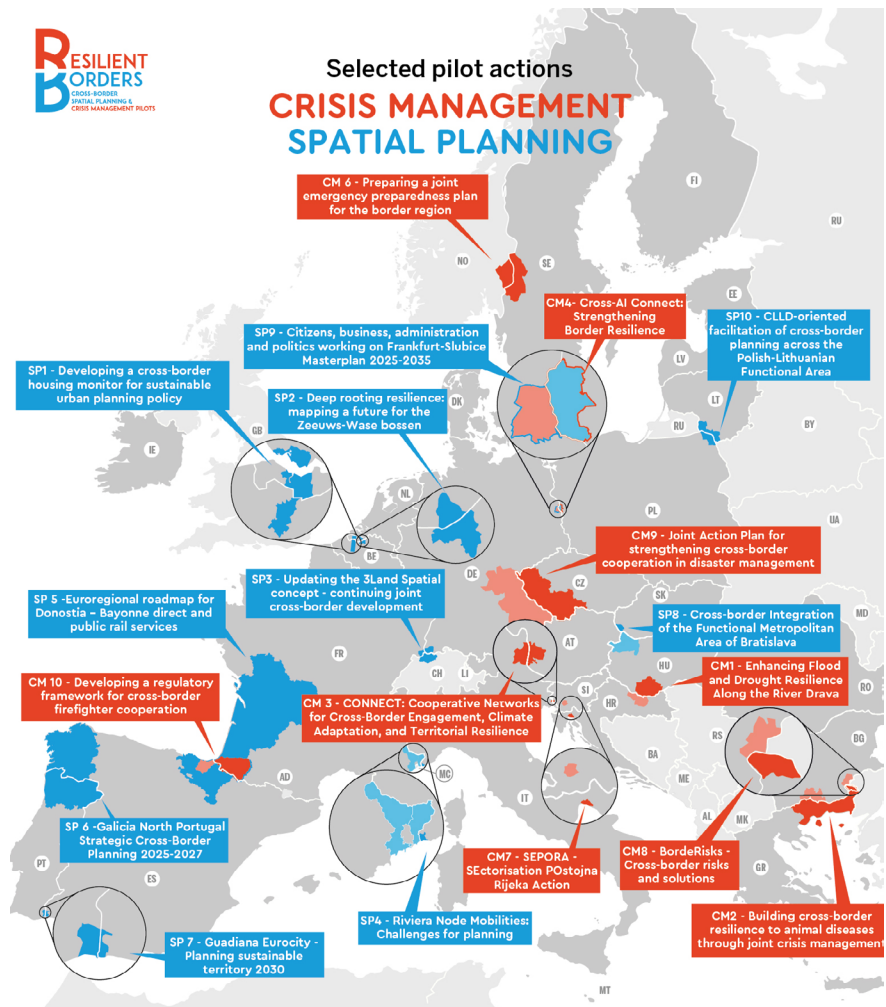 RESILIENT
BORDERS
CROSS-BORDER
SPATIAL PLANNING &
CRISIS MANAGEMENT PILOTS
Selected pilot actions
CRISIS MANAGEMENT
SPATIAL PLANNING
CM 6 - Preparing a joint
emergency preparedness plan
for the border region
FI
RU
NO
SE
EE
CM4- Cross-AI Connect:
Strengthening
Border Resilience
SP10 - CLLD-oriented
facilitation of cross-border
planning across the
Polish-Lithuanian
Functional Area
SP9 - Citizens, business, administration
and politics working on Frankfurt-Slubice
Masterplan 2025-2035
LV
SP1 - Developing a cross-border
housing monitor for sustainable
urban planning policy
SP2 - Deep rooting resilience:
mapping a future for the
Zeeuws-Wase bossen
DK
LT
GB
RU
BY
IE
NL
PL
UA
BE
CM9 - Joint Action Plan for
strengthening cross-border
cooperation in disaster management
DE
CZ
SP3 - Updating the 3Land Spatial
concept - continuing joint
cross-border development
SP 5 -Euroregional roadmap for
Donostia – Bayonne direct and
public rail services
SK
MD
SP8 - Cross-border Integration
of the Functional Metropolitan
Area of Bratislava
AT
FR
CH
LI
HU
CM1 - Enhancing Flood
and Drought Resilience
Along the River Drava
RO
CM 10 - Developing a regulatory
framework for cross-border
firefighter cooperation
SI
HR
CM 3 - CONNECT: Cooperative Networks
for Cross-Border Engagement, Climate
Adaptation, and Territorial Resilience
RS
BG
BA
MC
AD
ME
IT
AL
MK
SP 6 -Galicia North Portugal
Strategic Cross-Border
Planning 2025-2027
CM7 - SEPORA -
SEctorisation POstojna
Rijeka Action
CM8 - BordeRisks -
Cross-border risks
and solutions
PT
ES
GR
SP4 - Riviera Node Mobilities:
Challenges for planning
CM2 - Building cross-border
resilience to animal diseases
through joint crisis management
SP 7 - Guadiana Eurocity -
Planning sustainable
territory 2030
MT